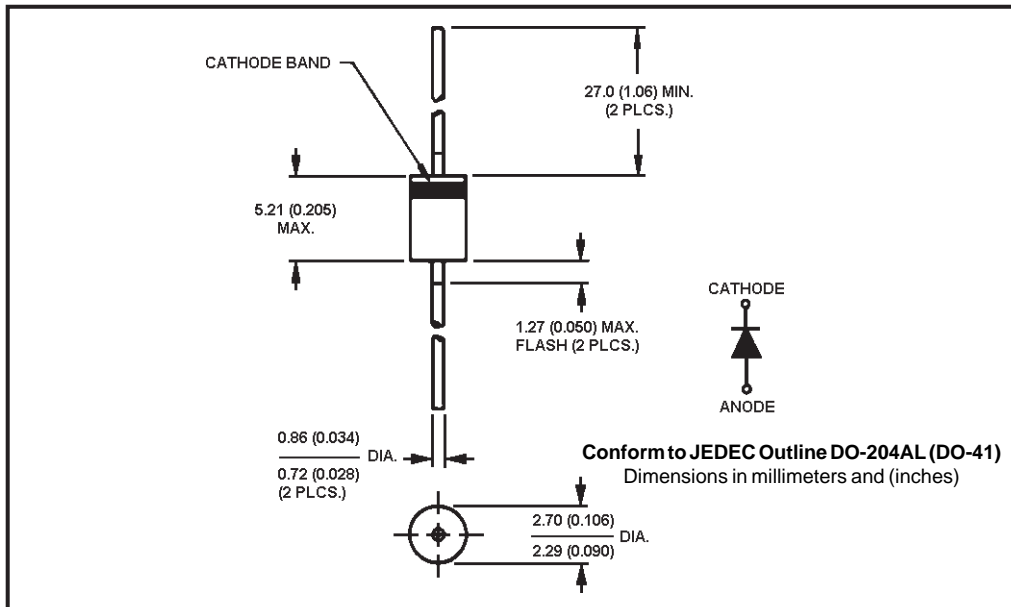 CATHODE BAND
27.0 (1.06) MIN.
(2 PLCS.)
5.21 (0.205)
MAX.
1.27 (0.050) MAX.
FLASH (2 PLCS.)
CATHODE
ANODE
0.86 (0.034)
DIA.
0.72 (0.028)
(2 PLCS.)
Conform to JEDEC Outline DO-204AL (DO-41)
Dimensions in millimeters and (inches)
2.70 (0.106)
DIA.
2.29 (0.090)